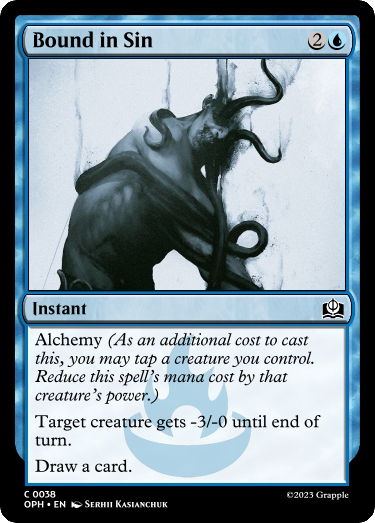 Bound in Sin 2
Instant
Alchemy (As an additional cost to cast
this, you may tap a creature you control.
Reduce this spell's mana cost by that
creature's power.)
Target creature gets -3/-0 until end of
turn.
Draw a card.
C 0038
OPH • EN Serhii Kasianchuk
©2023 Grapple